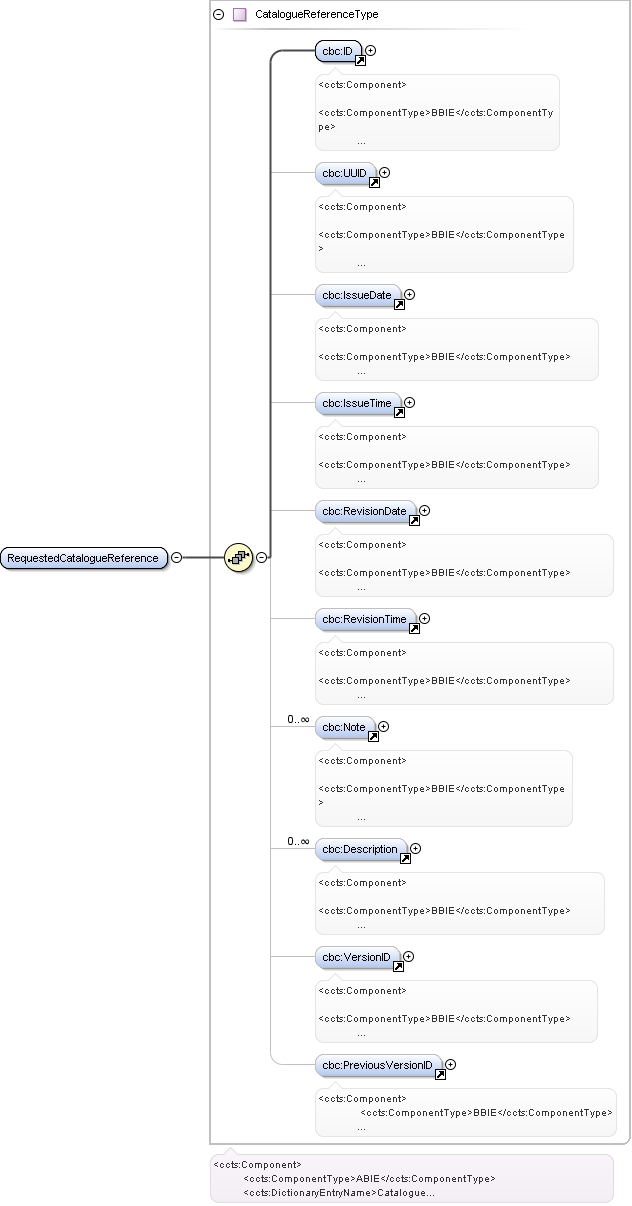 CatalogueReferenceType
cbc:ID
<ccts:Component>
<ccts:ComponentType>BBIE</ccts:ComponentTy
pe>
...
cbc:UUID
<ccts:Component>
<ccts:ComponentType>BBIE</ccts:ComponentType
>
...
cbc:IssueDate
<ccts:Component>
<ccts:ComponentType>BBIE</ccts:ComponentType>
...
cbc:IssueTime
<ccts:Component>
<ccts:ComponentType>BBIE</ccts:ComponentType>
...
cbc:RevisionDate
<ccts:Component>
<ccts:ComponentType>BBIE</ccts:ComponentType>
...
RequestedCatalogueReference
cbc:RevisionTime
<ccts:Component>
<ccts:ComponentType>BBIE</ccts:ComponentType>
...
0..∞
cbc:Note
<ccts:Component>
<ccts:ComponentType>BBIE</ccts:ComponentType
>
...
0..∞
cbc:Description
<ccts:Component>
<ccts:ComponentType>BBIE</ccts:ComponentType>
...
cbc:VersionID
<ccts:Component>
<ccts:ComponentType>BBIE</ccts:ComponentType>
...
cbc:PreviousVersionID
<ccts:Component>
<ccts:ComponentType>BBIE</ccts:ComponentType>
...
<ccts:Component>
<ccts:ComponentType>ABIE</ccts:ComponentType>
<ccts:DictionaryEntryName>Catalogue...